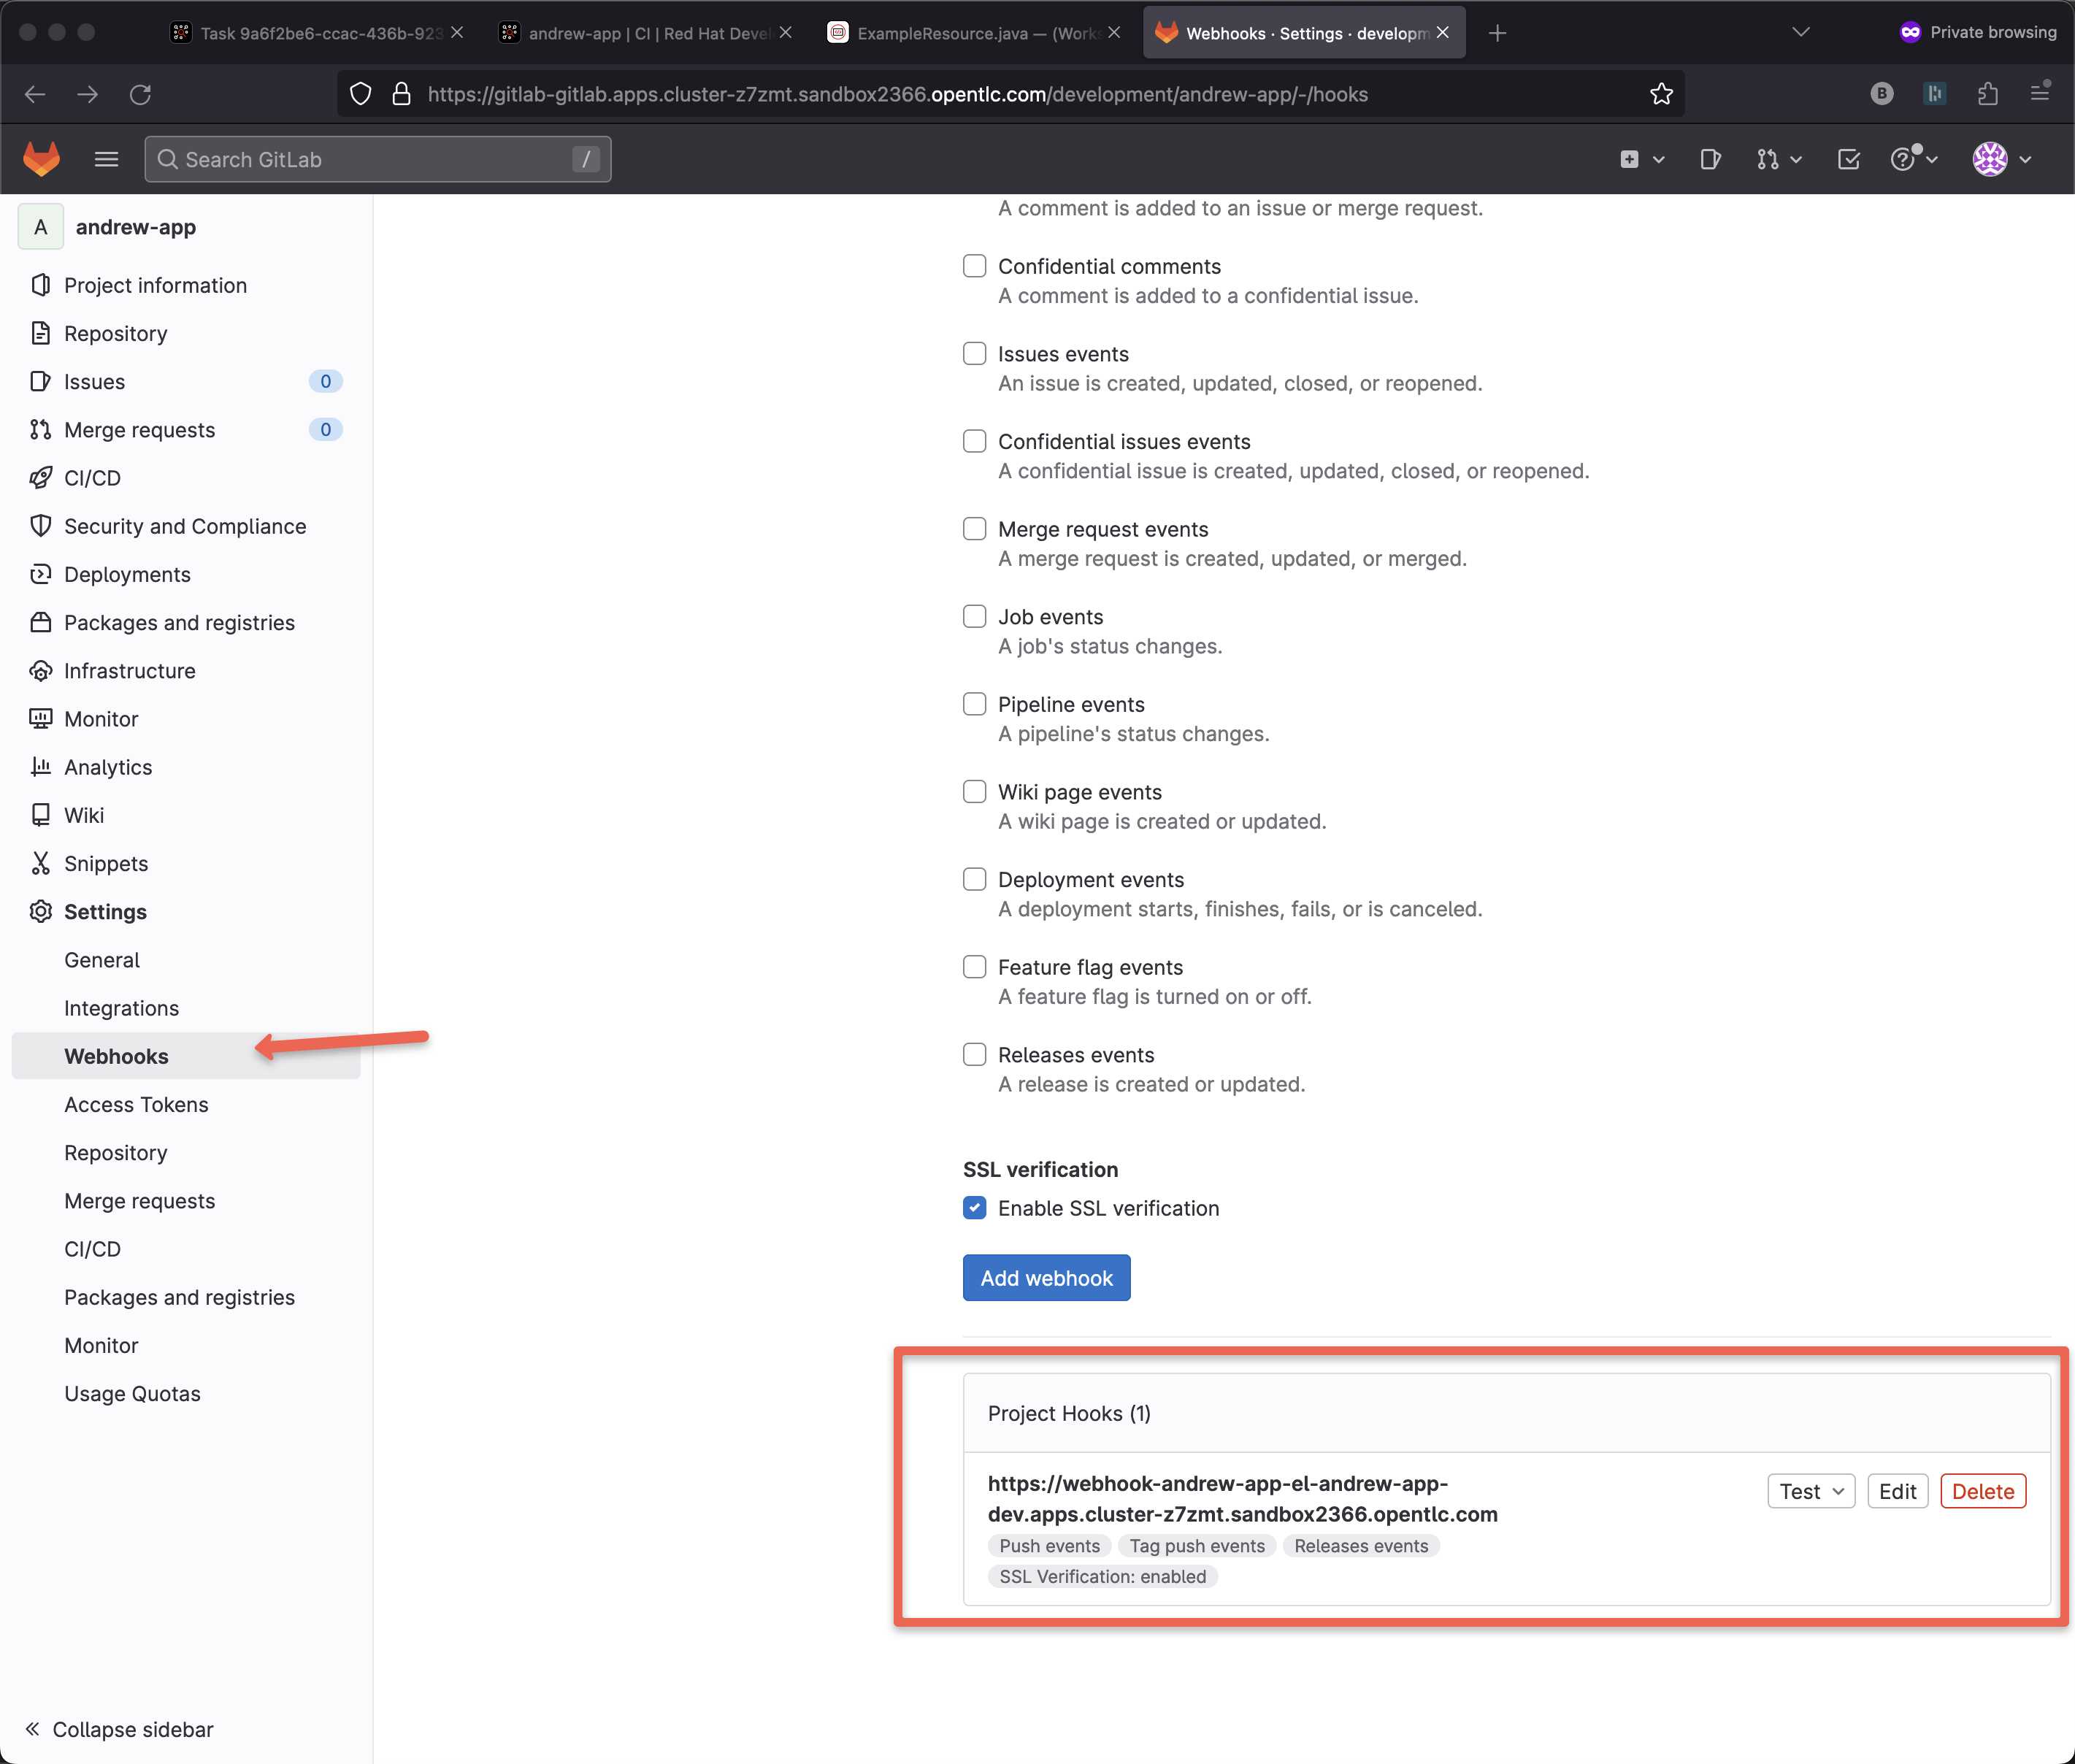 Task 9a6f2be6-ccac-436b-923
andrew-app | CI | Red Hat Devel
ExampleResource.java — (Works
Webhooks · Settings · developm
Private browsing
https://gitlab-gitlab.apps.cluster-z7zmt.sandbox2366.opentlc.com/development/andrew-app/-/hooks
B
Search GitLab
/
A
andrew-app
Project information
Repository
Issues
0
Merge requests
0
CI/CD
Security and Compliance
Deployments
Packages and registries
Infrastructure
Monitor
Analytics
Wiki
Snippets
Settings
General
Integrations
Webhooks
Access Tokens
Repository
Merge requests
CI/CD
Packages and registries
Monitor
Usage Quotas
Collapse sidebar
A comment is added to an issue or merge request.
Confidential comments
A comment is added to a confidential issue.
Issues events
An issue is created, updated, closed, or reopened.
Confidential issues events
A confidential issue is created, updated, closed, or reopened.
Merge request events
A merge request is created, updated, or merged.
Job events
A job's status changes.
Pipeline events
A pipeline's status changes.
Wiki page events
A wiki page is created or updated.
Deployment events
A deployment starts, finishes, fails, or is canceled.
Feature flag events
A feature flag is turned on or off.
Releases events
A release is created or updated.
SSL verification
Enable SSL verification
Add webhook
Project Hooks (1)
https://webhook-andrew-app-el-andrew-app-
dev.apps.cluster-z7zmt.sandbox2366.opentlc.com
Test
Edit
Delete
Push events
Tag push events
Releases events
SSL Verification: enabled